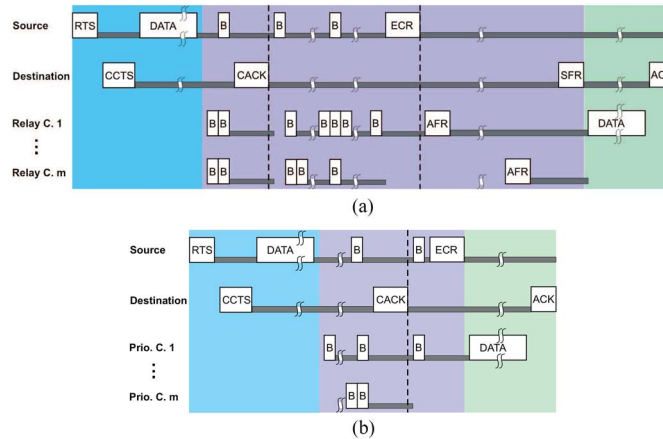 Source RTS DATA B B B ECR
Destination CCTS CACK SFR AC
Relay C. 1 B B B B B B B AFR DATA
Relay C. m B B B B B AFR
(a)
Source RTS DATA B B ECR
Destination CCTS CACK ACK
Prio. C. 1 B B B DATA
Prio. C. m B B
(b)